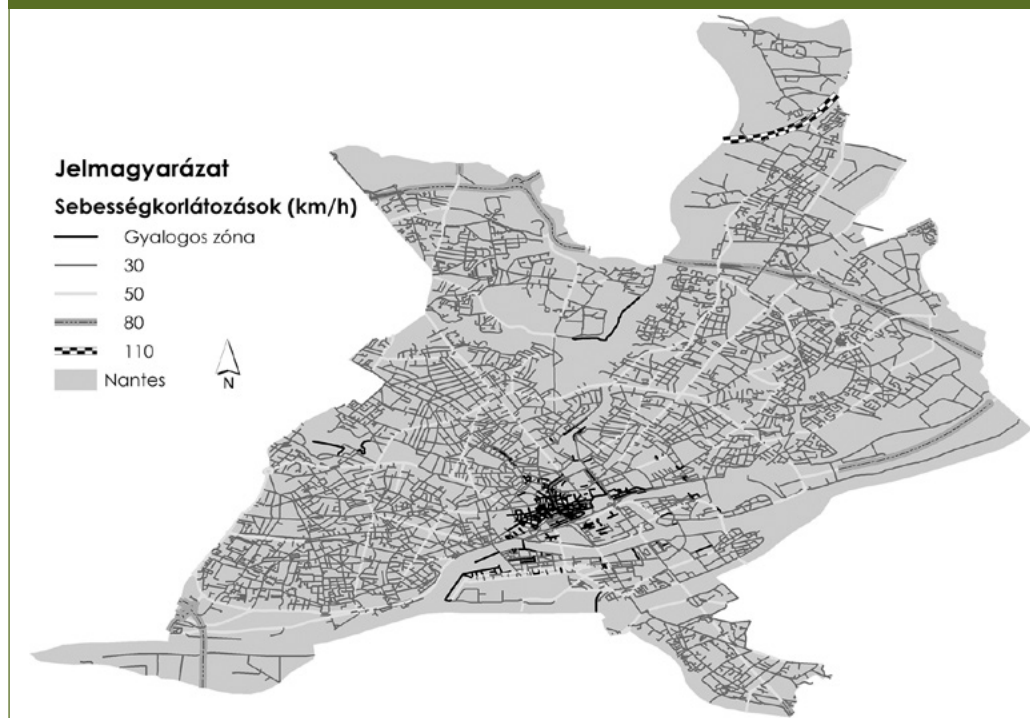 Jelmagyarázat
Sebességkorlátozások (km/h)
Gyalogos zóna
30
50
80
110
Nantes
N